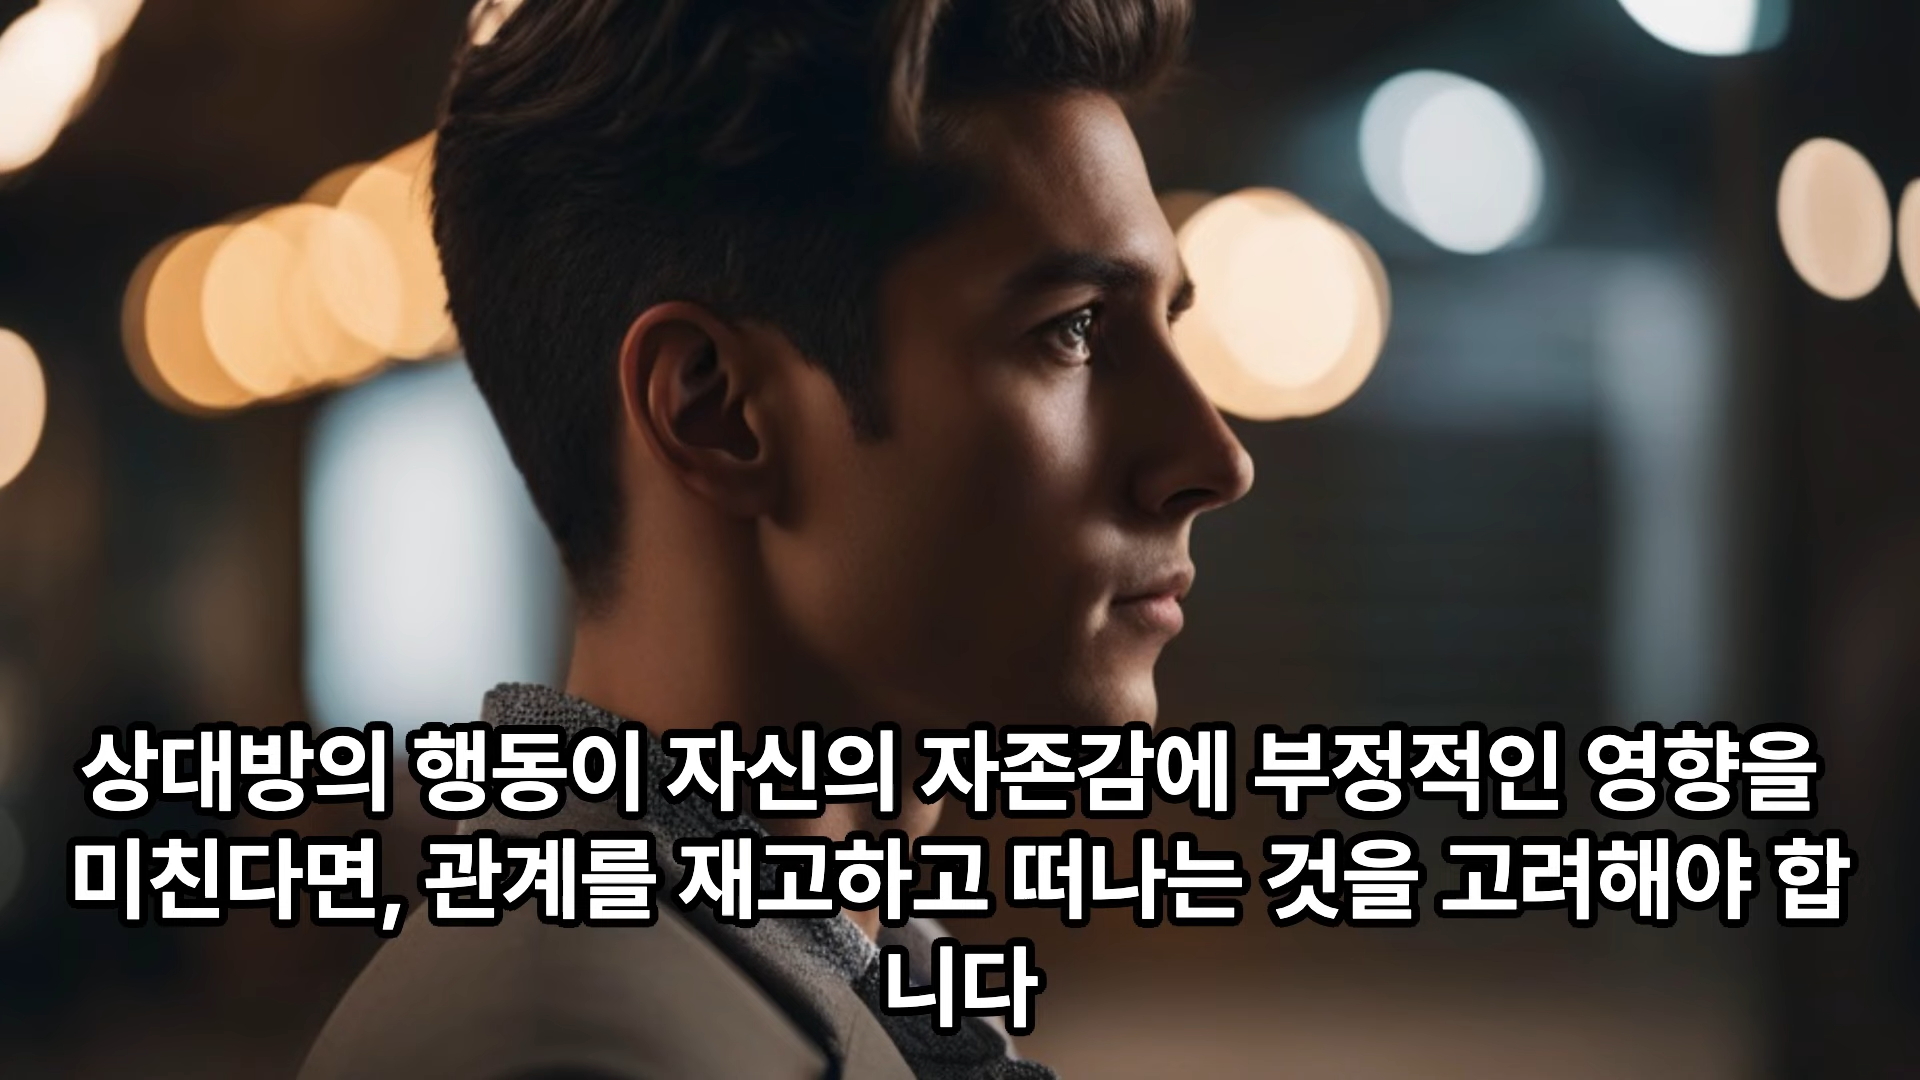 상대방의 행동이 자신의 자존감에 부정적인 영향을
미친다면, 관계를 재고하고 떠나는 것을 고려해야 합
니다